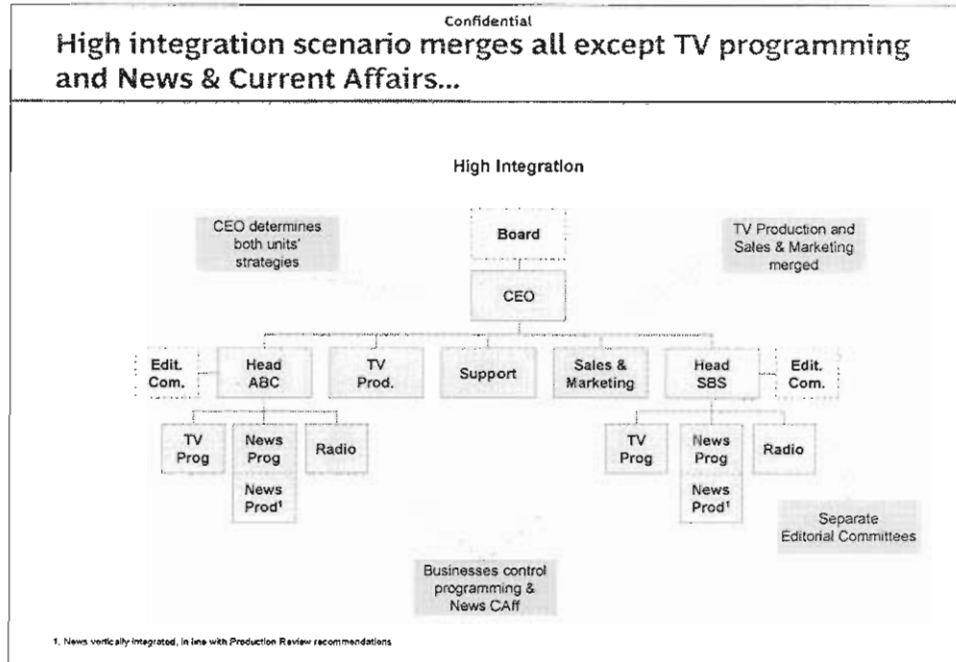 Confidential
High integration scenario merges all except TV programming
and News & Current Affairs...
High Integration
CEO determines
both units'
strategies
Board
TV Production and
Sales & Marketing
merged
CEO
Edit.
Com.
Head
ABC
TV
Prod.
Support
Sales &
Marketing
Head
SBS
Edit.
Com.
TV
Prog
News
Prog
Radio
TV
Prog
News
Prog
Radio
News
Prod¹
News
Prod¹
Separate
Editorial Committees
Businesses control
programming &
News CAff
1. News vertically integrated, in line with Production Review recommendations